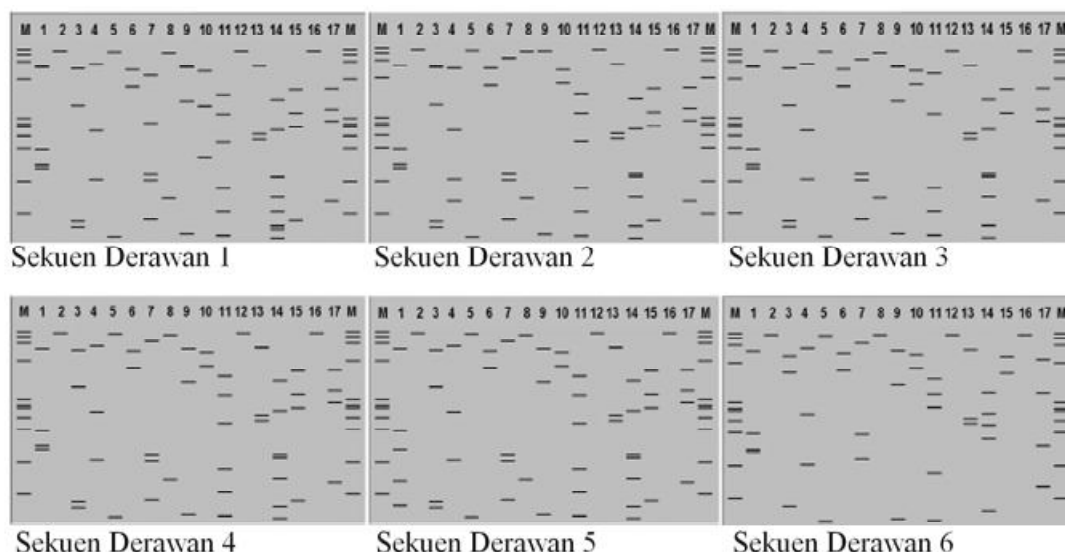 M 1 2 3 4 5 6 7 8 9 10 11 12 13 14 15 16 17 M
M 1 2 3 4 5 6 7 8 9 10 11 12 13 14 15 16 17 M
M 1 2 3 4 5 6 7 8 9 10 11 12 13 14 15 16 17 M
Sekuen Derawan 1
Sekuen Derawan 2
Sekuen Derawan 3
M 1 2 3 4 5 6 7 8 9 10 11 12 13 14 15 16 17 M
M 1 2 3 4 5 6 7 8 9 10 11 12 13 14 15 16 17 M
M 1 2 3 4 5 6 7 8 9 10 11 12 13 14 15 16 17 M
Sekuen Derawan 4
Sekuen Derawan 5
Sekuen Derawan 6